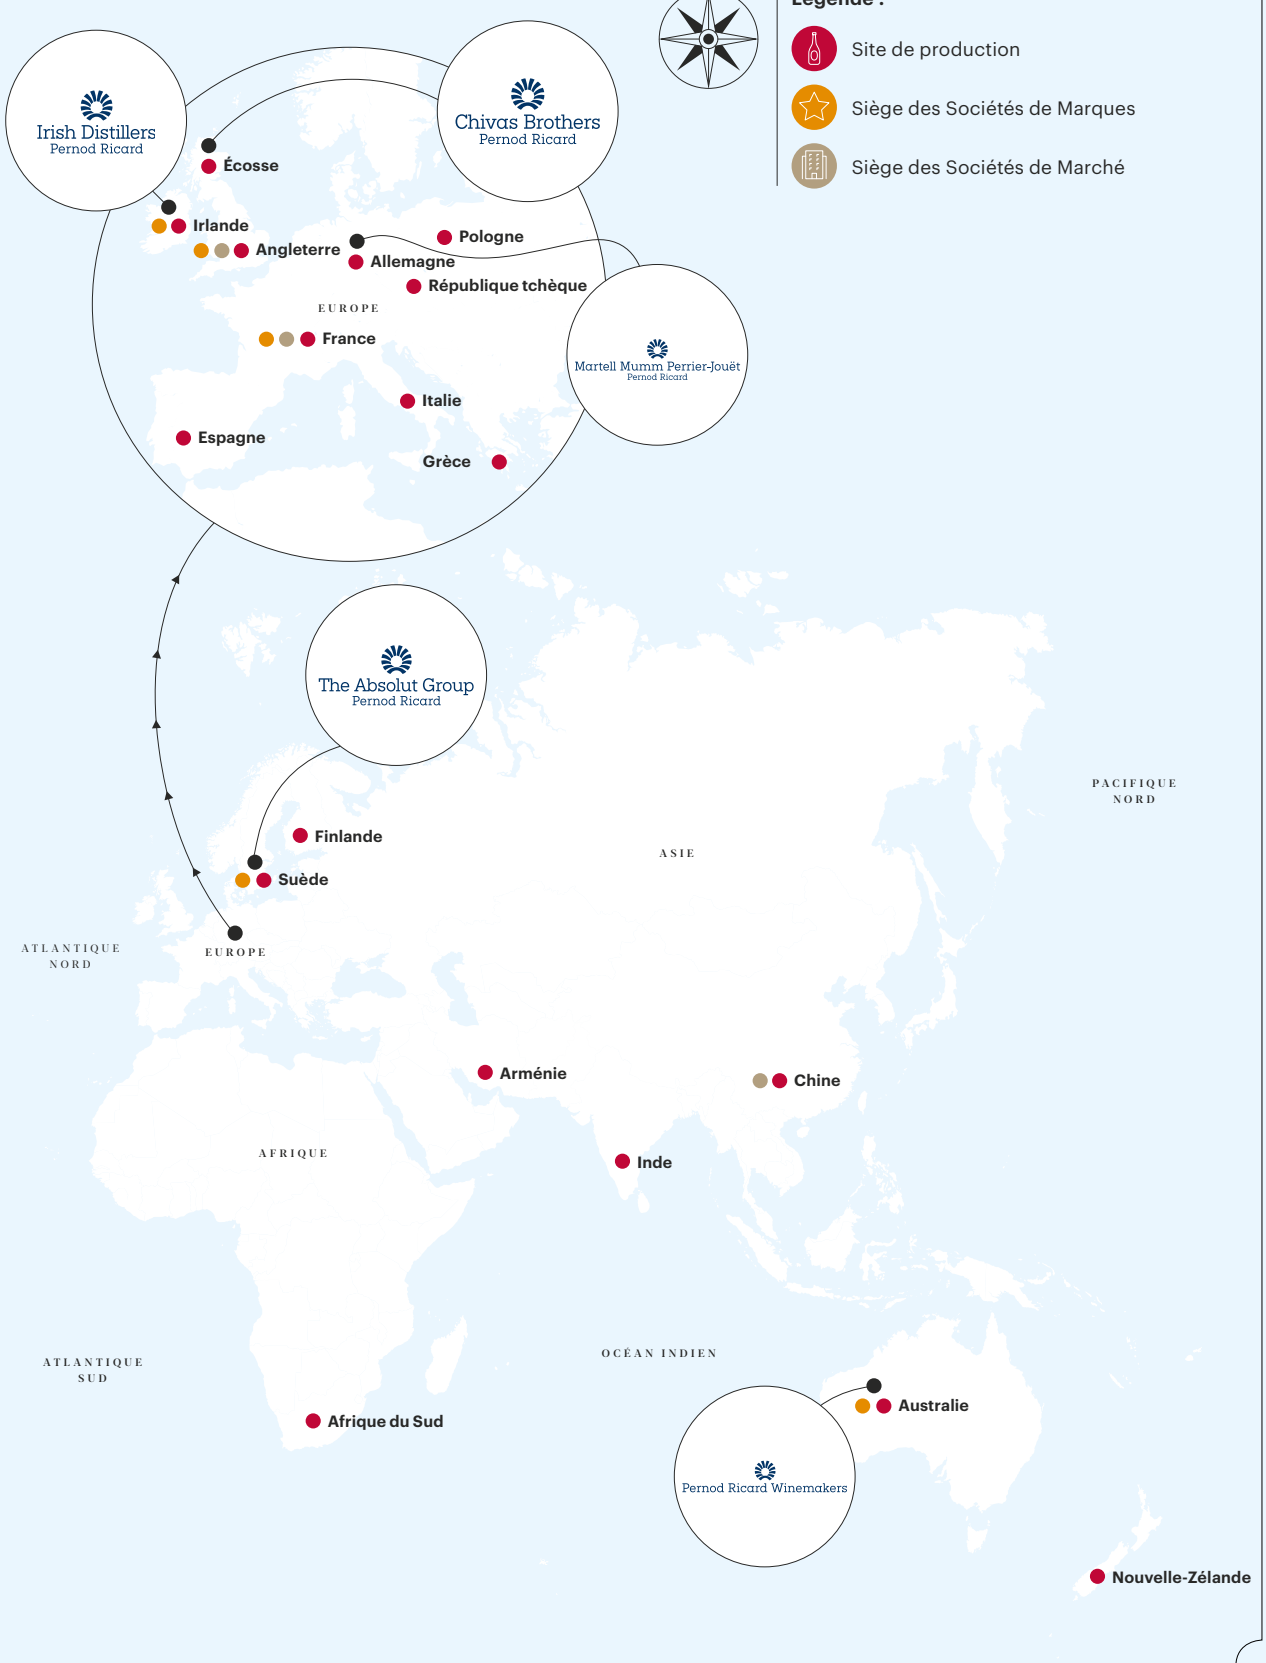 Légende :
Site de production
Siège des Sociétés de Marques
Siège des Sociétés de Marché
Irish Distillers
Pernod Ricard
Chivas Brothers
Pernod Ricard
Écosse
Irlande
Angleterre
Pologne
Allemagne
République tchèque
EUROPE
France
Martell Mumm Perrier-Jouët
Pernod Ricard
Italie
Espagne
Grèce
The Absolut Group
Pernod Ricard
PACIFIQUE
NORD
Finlande
ASIE
Suède
ATLANTIQUE
NORD
EUROPE
Arménie
Chine
AFRIQUE
Inde
OCÉAN INDIEN
ATLANTIQUE
SUD
Australie
Afrique du Sud
Pernod Ricard Winemakers
Nouvelle-Zélande